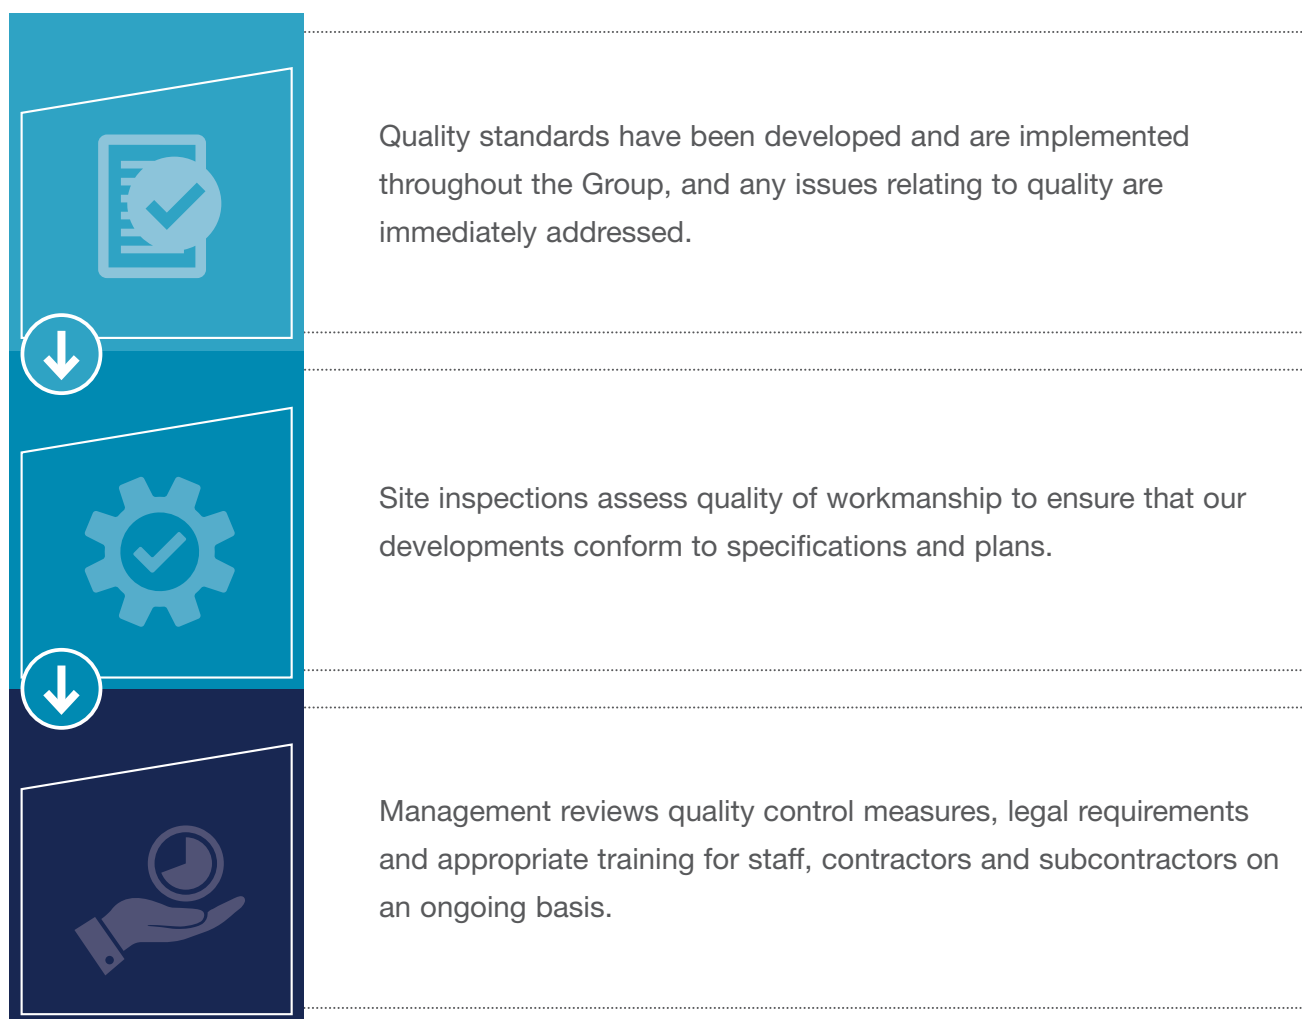 Quality standards have been developed and are implemented
throughout the Group, and any issues relating to quality are
immediately addressed.
Site inspections assess quality of workmanship to ensure that our
developments conform to specifications and plans.
Management reviews quality control measures, legal requirements
and appropriate training for staff, contractors and subcontractors on
an ongoing basis.